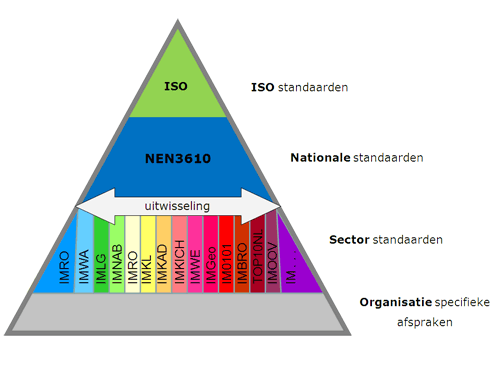 ISO
ISO standaarden
NEN3610
Nationale standaarden
uitwisseling
IMRO
IMWA
IMLG
IMNAB
IMRO
IMKL
IMKAD
IMKICH
IMWE
IMGeo
IM0101
IMBRO
TOP10NL
IMOOV
IM...
Sector standaarden
Organisatie specifieke
afspraken